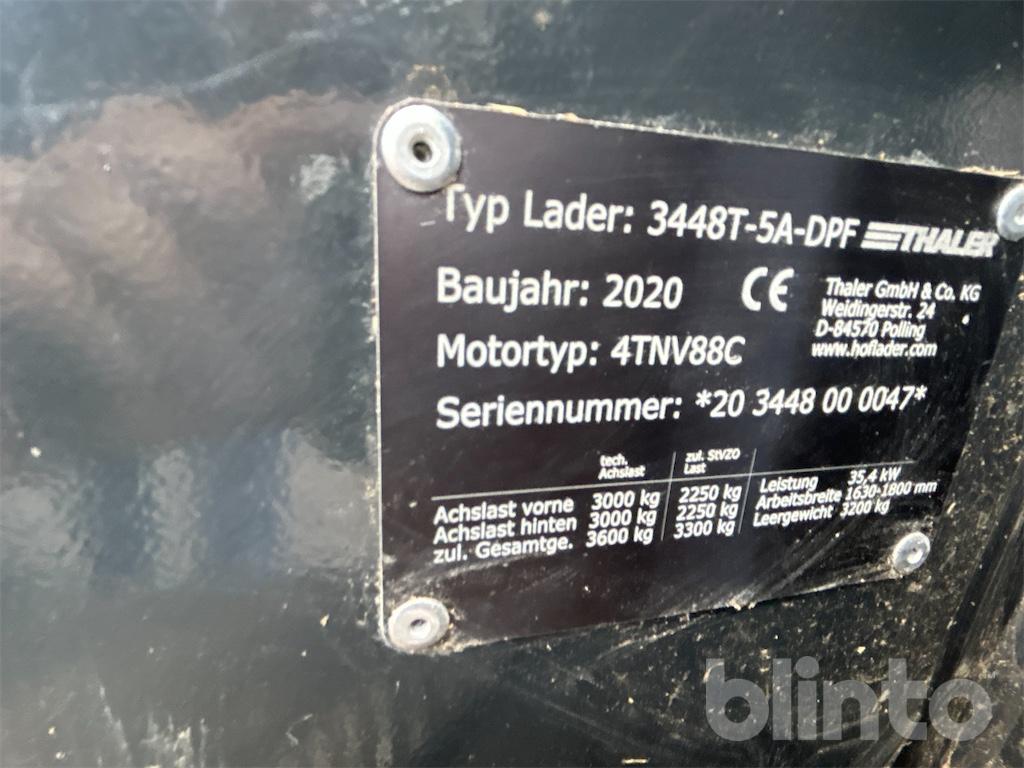 Typ Lader: 3448T-5A-DPF THALER
Baujahr: 2020 CE
Thaler GmbH & Co. KG
Weidingerstr. 24
D-84570 Polling
www.hoflader.com
Motortyp: 4TNV88C
Seriennummer: *20 3448 00 0047*
tech. Achslast
zul. StVZO Last
Achslast vorne 3000 kg 2250 kg
Achslast hinten 3000 kg 2250 kg
zul. Gesamtge. 3600 kg 3300 kg
Leistung 35,4 kW
Arbeitsbreite 1630-1800 mm
Leergewicht 3200 kg
blinto